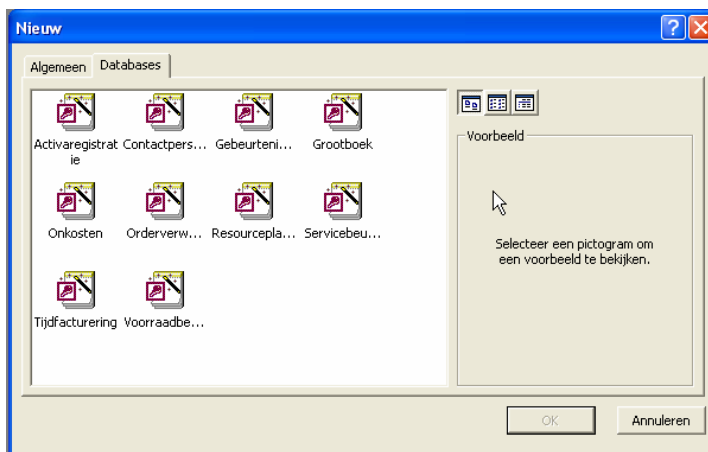 Nieuw
Algemeen Databases
Activaregistrat
ie
Contactpers...
Gebeurteni...
Grootboek
Onkosten
Orderverw...
Resourcepla...
Servicebeu...
Tijdfacturering
Voorraadbe...
Voorbeeld
Selecteer een pictogram om
een voorbeeld te bekijken.
OK
Annuleren